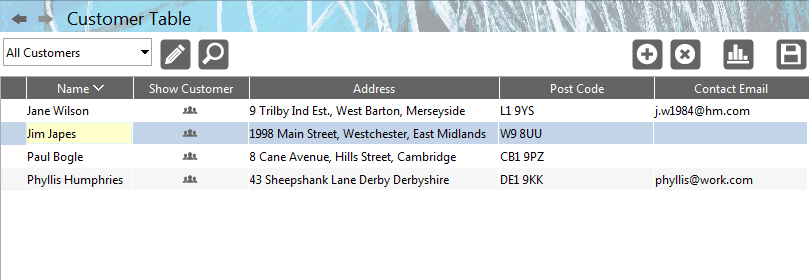 Customer Table
All Customers
Name Show Customer Address Post Code Contact Email
Jane Wilson 9 Trilby Ind Est., West Barton, Merseyside L1 9YS j.w1984@hm.com
Jim Japes 1998 Main Street, Westchester, East Midlands W9 8UU
Paul Bogle 8 Cane Avenue, Hills Street, Cambridge CB1 9PZ
Phyllis Humphries 43 Sheepshank Lane Derby Derbyshire DE1 9KK phyllis@work.com